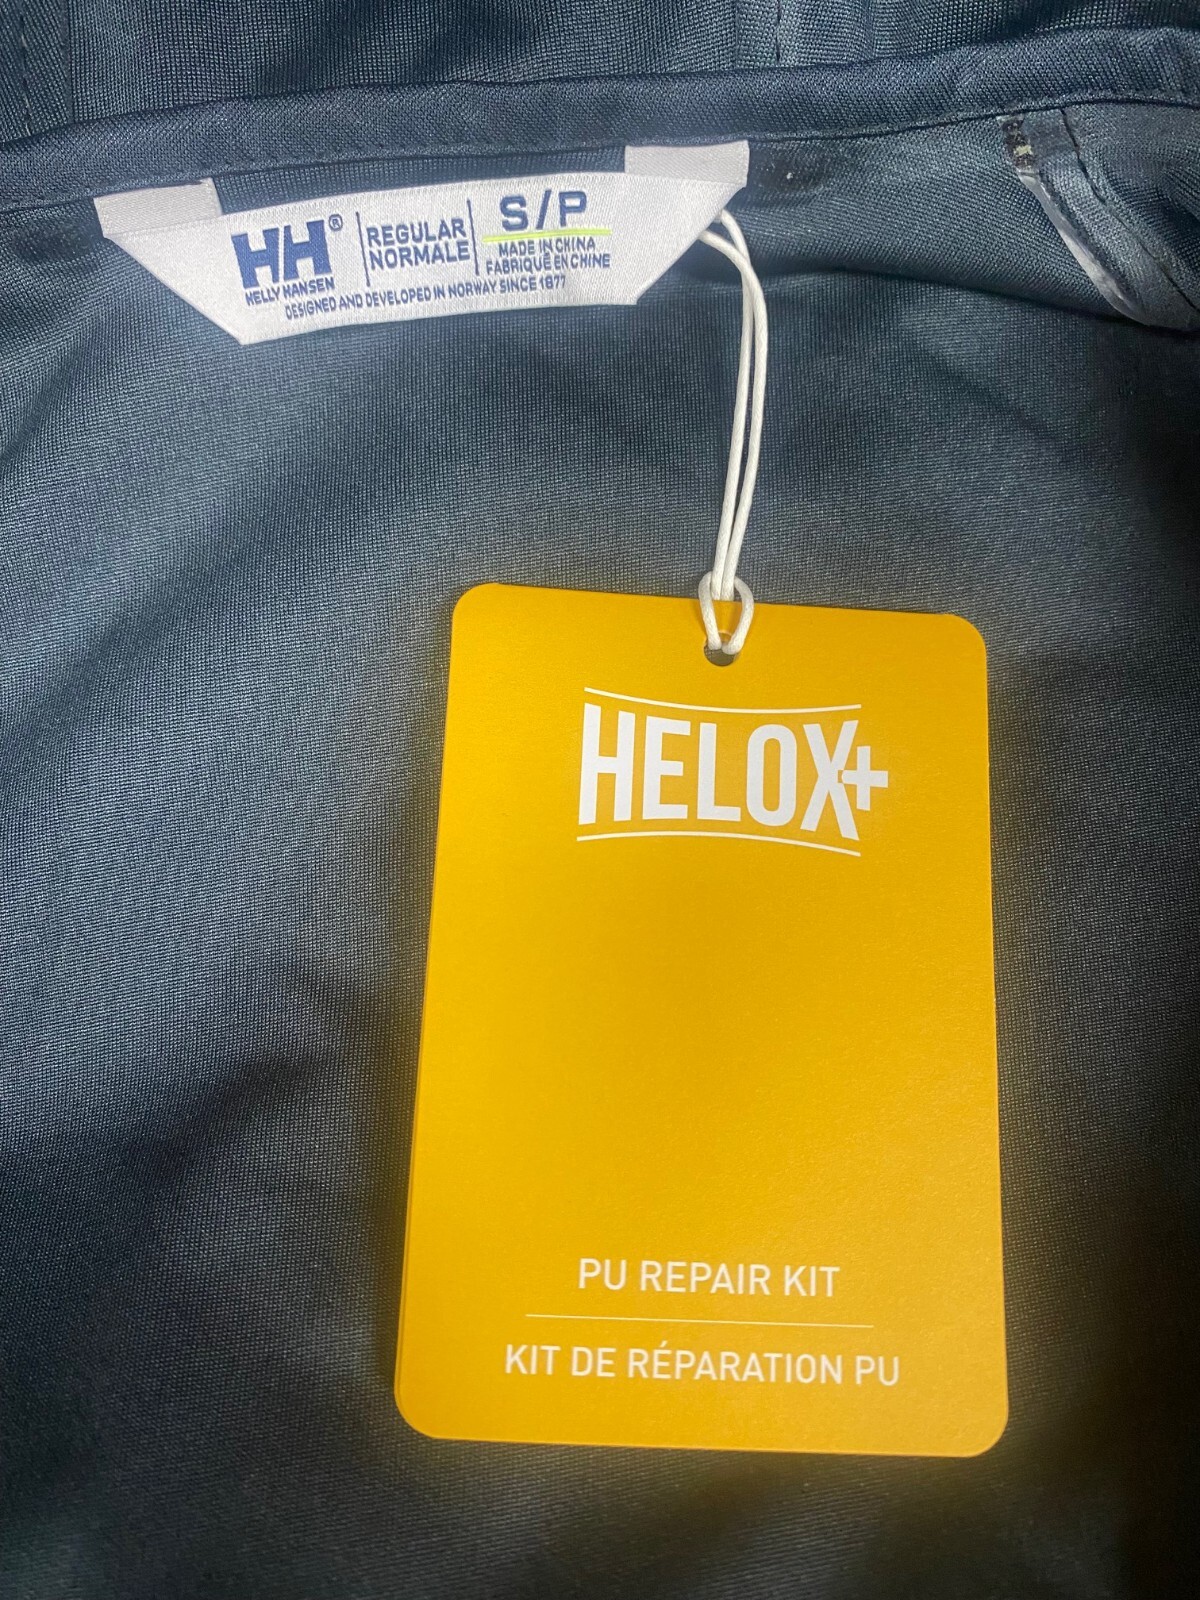 HH®
HELLY HANSEN
REGULAR
NORMALE
S/P
MADE IN CHINA
FABRIQUÉ EN CHINE
DESIGNED AND DEVELOPED IN NORWAY SINCE 1877
HELOX+
PU REPAIR KIT
KIT DE RÉPARATION PU